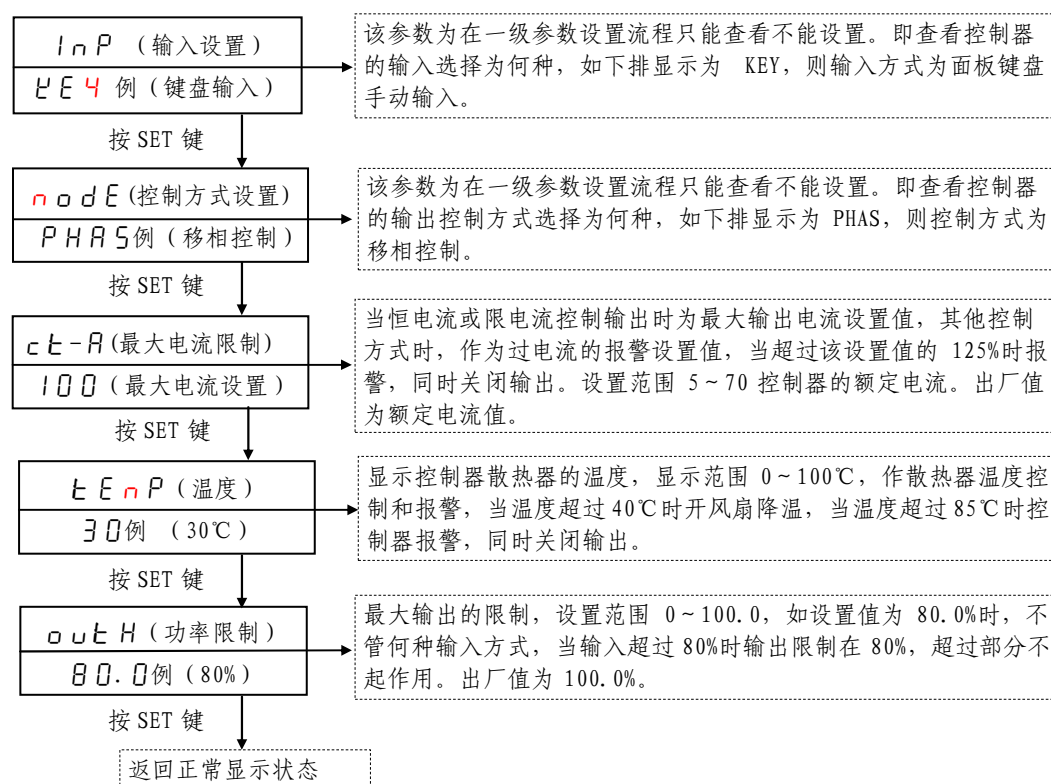 InP （输入设置）
KE4 例（键盘输入）
该参数为在一级参数设置流程只能查看不能设置。即查看控制器
的输入选择为何种，如下排显示为 KEY，则输入方式为面板键盘
手动输入。
按 SET 键
nodE(控制方式设置)
PHAS例（移相控制）
该参数为在一级参数设置流程只能查看不能设置。即查看控制器
的输出控制方式选择为何种，如下排显示为 PHAS，则控制方式为
移相控制。
按 SET 键
ct-A(最大电流限制)
100（最大电流设置）
当恒电流或限电流控制输出时为最大输出电流设置值，其他控制
方式时，作为过电流的报警设置值，当超过该设置值的 125%时报
警，同时关闭输出。设置范围 5~70 控制器的额定电流。出厂值
为额定电流值。
按 SET 键
tEnP（温度）
30例 （30℃）
显示控制器散热器的温度，显示范围 0~100℃，作散热器温度控
制和报警，当温度超过40℃时开风扇降温，当温度超过85℃时控
制器报警，同时关闭输出。
按 SET 键
outH（功率限制）
80.0例（80%）
最大输出的限制，设置范围 0~100.0，如设置值为 80.0%时，不
管何种输入方式，当输入超过 80%时输出限制在 80%，超过部分不
起作用。出厂值为 100.0%。
按 SET 键
返回正常显示状态